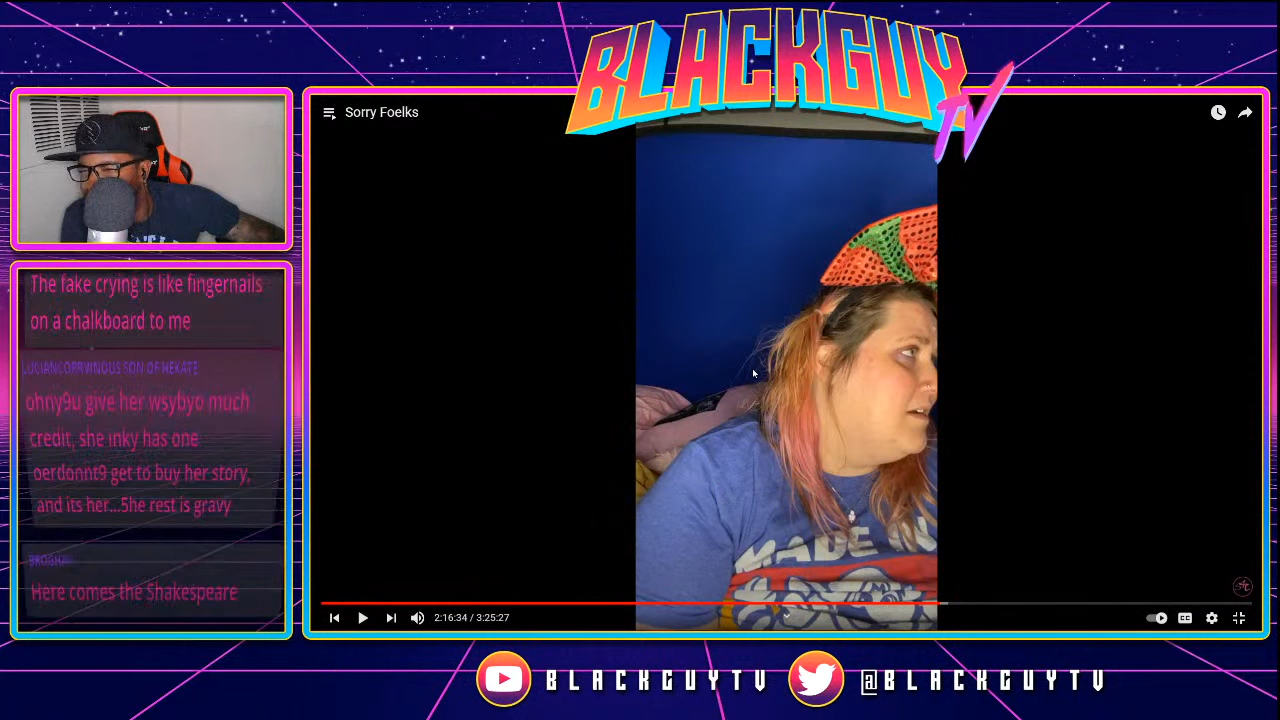 BLACKGUY
TV
Sorry Foelks
The fake crying is like fingernails
on a chalkboard to me
ohny9u give her wsybyo much
credit, she inky has one
oerdonnt9 get to buy her story,
and its her...5he rest is gravy
Here comes the Shakespeare
MADE IN
2:16:34 / 3:25:27
CC
BLACKGUYTV
@BLACKGUYTV